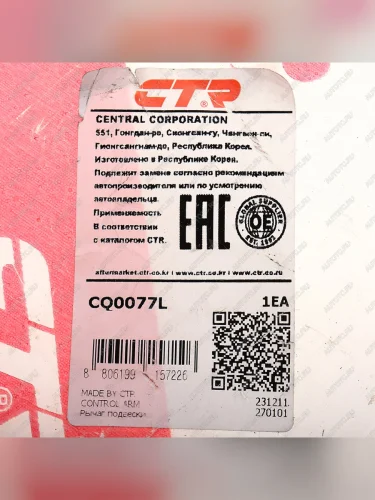 CTR®
CENTRAL CORPORATION
551, Гонгдан-ро, Сионгсан-гу, Чангвон-си,
Гионгсангнам-до, Республика Корея.
Изготовлено в Республике Корея.
Подлежит замене согласно рекомендациям
автопроизводителя или по усмотрению
автовладельца.
Применяемость
В соответствии
с каталогом CTR.
EAC
GLOBAL SUPPLIER
OE
EST. 1952
aftermarket.ctr.co.kr / www.ctr.co.kr / ctr.co.ru
CQ0077L 1EA
8 806199 157226
MADE BY CTR
CONTROL ARM
Рычаг подвески
231211
270101
CTR